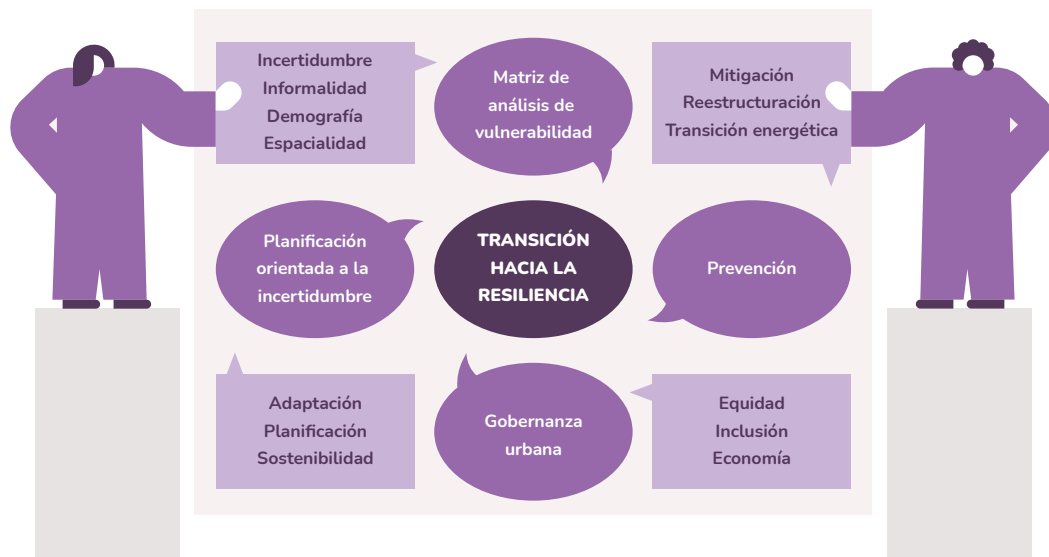 Incertidumbre
Informalidad
Demografía
Espacialidad
Matriz de
análisis de
vulnerabilidad
Mitigación
Reestructuración
Transición energética
Planificación
orientada a la
incertidumbre
TRANSICIÓN
HACIA LA
RESILIENCIA
Prevención
Adaptación
Planificación
Sostenibilidad
Gobernanza
urbana
Equidad
Inclusión
Economía